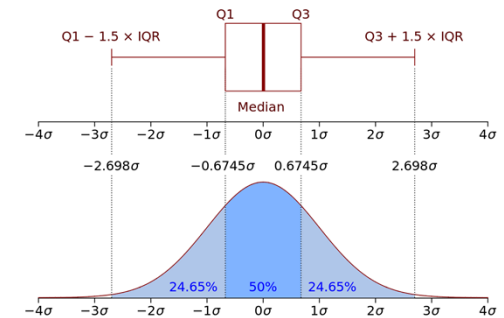 Q1 Q3
Q1 − 1.5 × IQR Q3 + 1.5 × IQR
Median
−4σ −3σ −2σ −1σ 0σ 1σ 2σ 3σ 4σ
−2.698σ −0.6745σ 0.6745σ 2.698σ
24.65% 50% 24.65%
−4σ −3σ −2σ −1σ 0σ 1σ 2σ 3σ 4σ